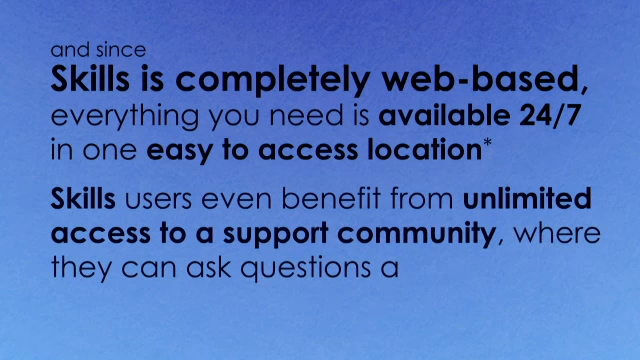 and since
Skills is completely web-based,
everything you need is available 24/7
in one easy to access location*
Skills users even benefit from unlimited
access to a support community, where
they can ask questions a